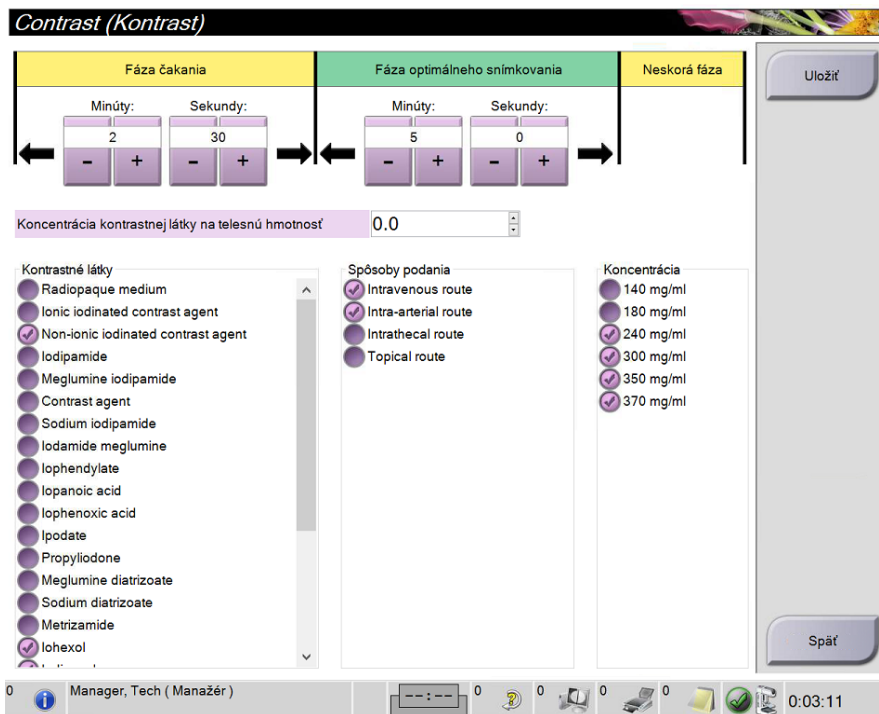 Contrast (Kontrast)
Fáza čakania
Fáza optimálneho snímkovania
Neskorá fáza
Uložiť
Minúty: Sekundy:
Minúty: Sekundy:
2 30
5 0
- + - +
- + - +
Koncentrácia kontrastnej látky na telesnú hmotnosť 0.0
Kontrastné látky
Radiopaque medium
Ionic iodinated contrast agent
Non-ionic iodinated contrast agent
Iodipamide
Meglumine iodipamide
Contrast agent
Sodium iodipamide
Iodamide meglumine
Iophendylate
Iopanoic acid
Iophenoxic acid
Ipodate
Propyliodone
Meglumine diatrizoate
Sodium diatrizoate
Metrizamide
Iohexol
Spôsoby podania
Intravenous route
Intra-arterial route
Intrathecal route
Topical route
Koncentrácia
140 mg/ml
180 mg/ml
240 mg/ml
300 mg/ml
350 mg/ml
370 mg/ml
Späť
0 Manager, Tech ( Manažér ) --:-- 0 0 0 0 0:03:11